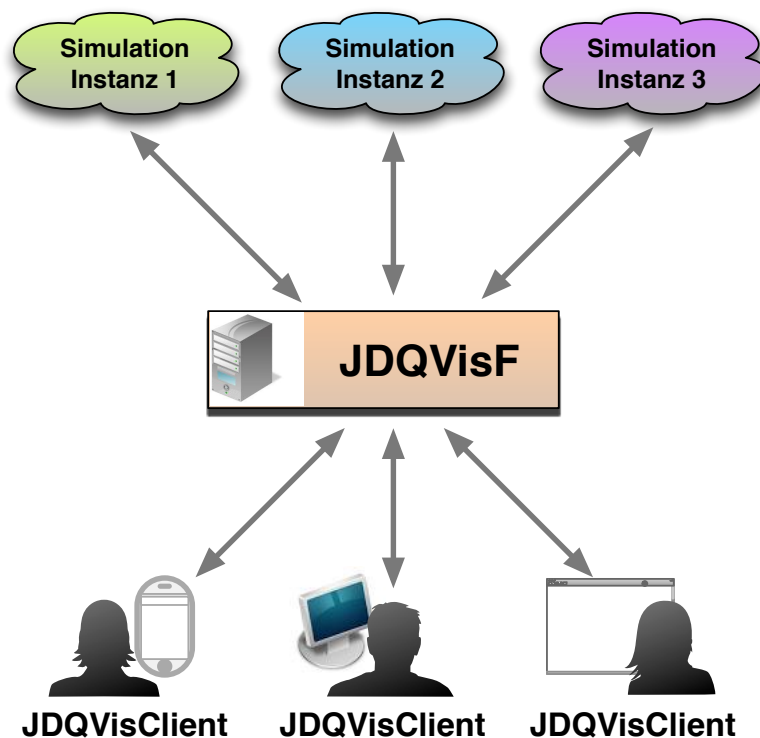 Simulation
Instanz 1
Simulation
Instanz 2
Simulation
Instanz 3
JDQVisF
JDQVisClient
JDQVisClient
JDQVisClient